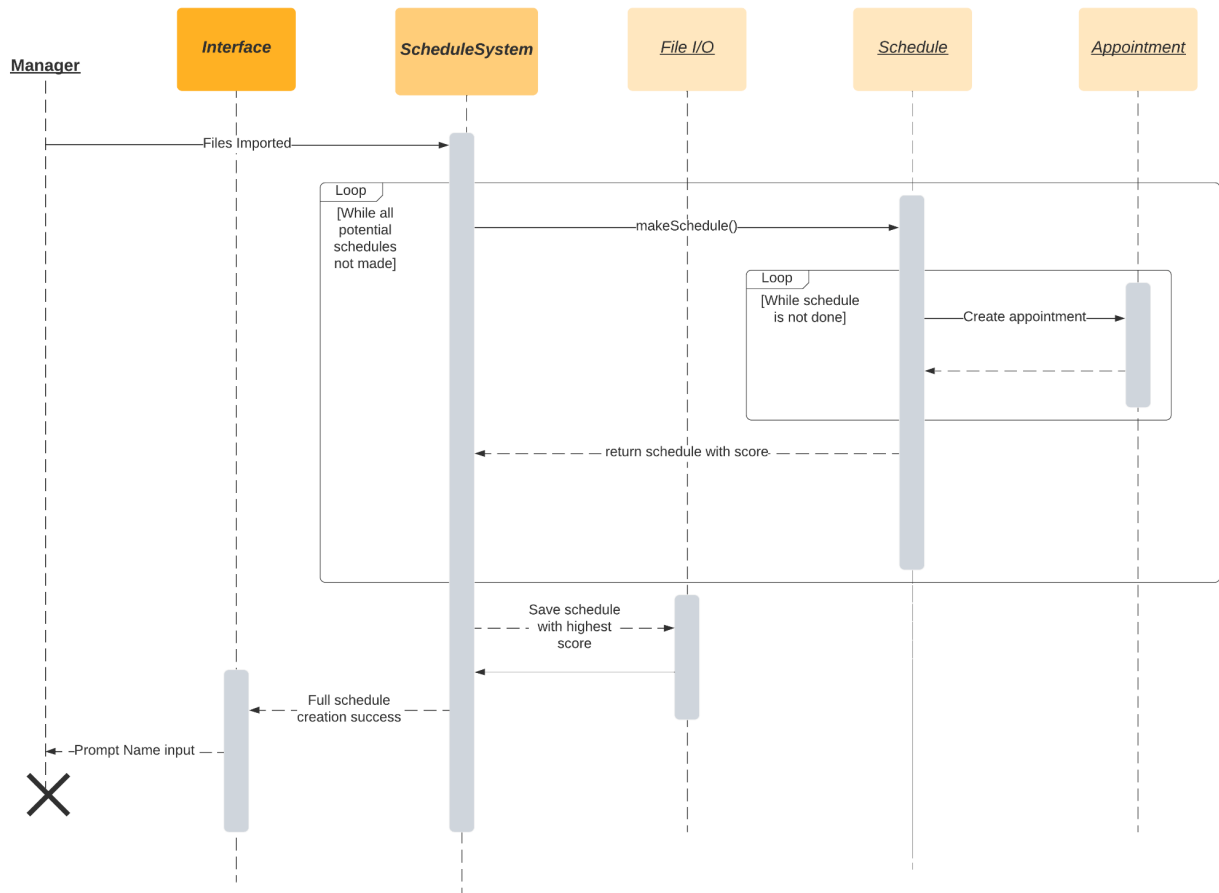 Manager
Interface
ScheduleSystem
File I/O
Schedule
Appointment
Files Imported
Loop
[While all
potential
schedules
not made]
makeSchedule()
Loop
[While schedule
is not done]
Create appointment
return schedule with score
Save schedule
with highest
score
Full schedule
creation success
Prompt Name input